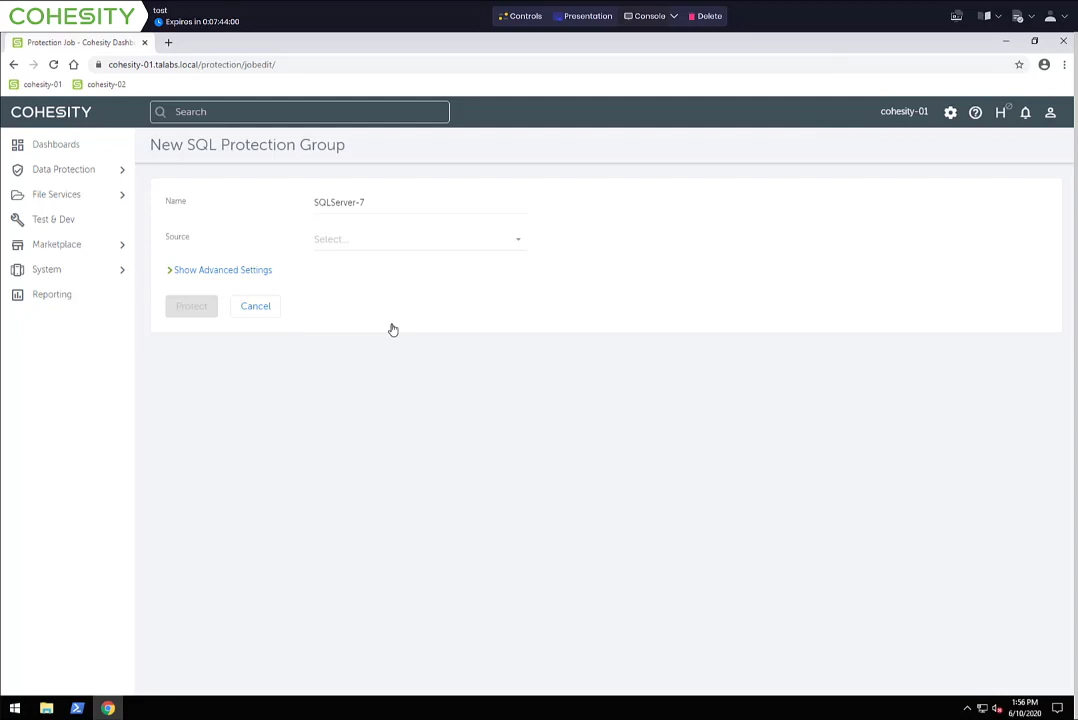 COHESITY
tost
Expires in 0:07:44:00
Controls
Presentation
Console
Delete
Protection Job - Cohesity Dashb
cohesity-01.talabs.local/protection/jobedit/
cohesity-01
cohesity-02
COHESITY
Search
cohesity-01
H
Dashboards
Data Protection
File Services
Test & Dev
Marketplace
System
Reporting
New SQL Protection Group
Name
SQLServer-7
Source
Select...
Show Advanced Settings
Protect
Cancel
1:56 PM
6/10/2020